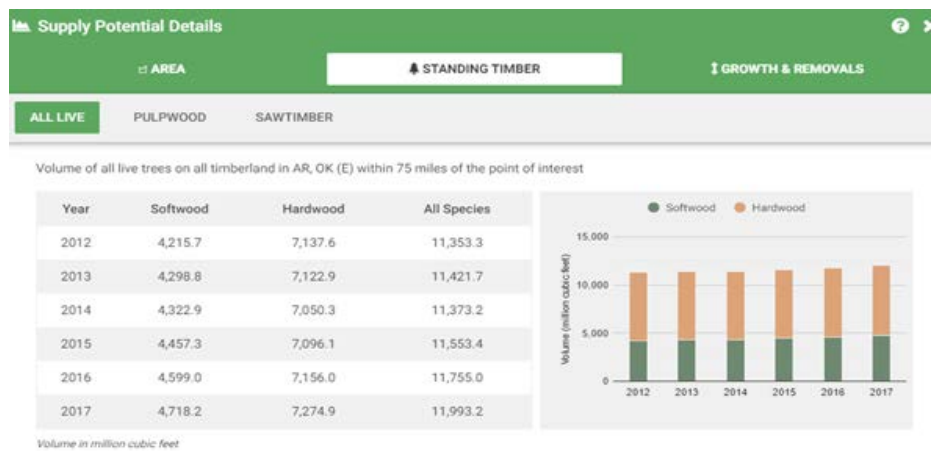 Supply Potential Details
AREA
STANDING TIMBER
GROWTH & REMOVALS
ALL LIVE PULPWOOD SAWTIMBER
Volume of all live trees on all timberland in AR, OK (E) within 75 miles of the point of interest
Year Softwood Hardwood All Species
2012 4,215.7 7,137.6 11,353.3
2013 4,298.8 7,122.9 11,421.7
2014 4,322.9 7,050.3 11,373.2
2015 4,457.3 7,096.1 11,553.4
2016 4,599.0 7,156.0 11,755.0
2017 4,718.2 7,274.9 11,993.2
Volume in million cubic feet
Softwood Hardwood
Volume (million cubic feet)
15,000
10,000
5,000
0
2012 2013 2014 2015 2016 2017